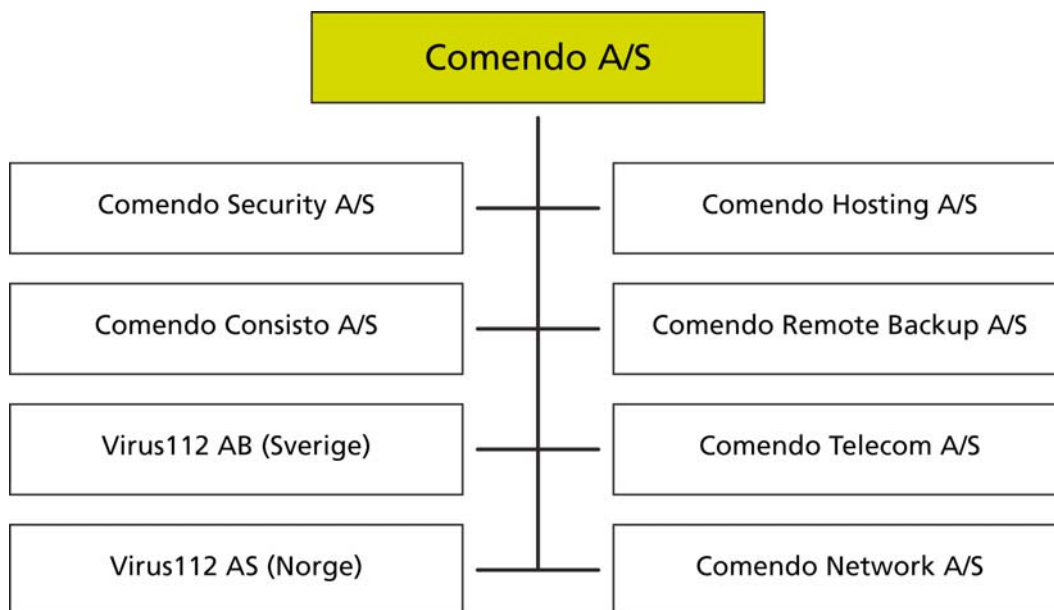 Comendo A/S
Comendo Security A/S
Comendo Hosting A/S
Comendo Consisto A/S
Comendo Remote Backup A/S
Virus112 AB (Sverige)
Comendo Telecom A/S
Virus112 AS (Norge)
Comendo Network A/S